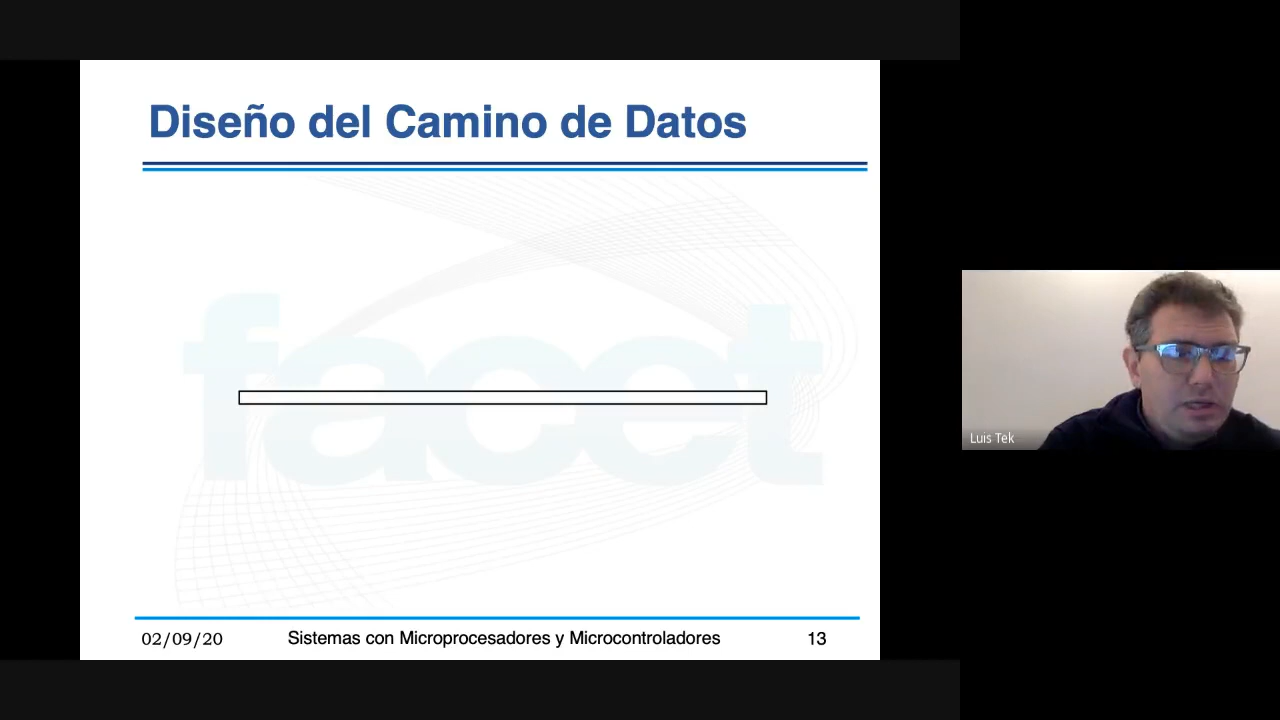 Diseño del Camino de Datos
facet
02/09/20 Sistemas con Microprocesadores y Microcontroladores 13
Luis Tek